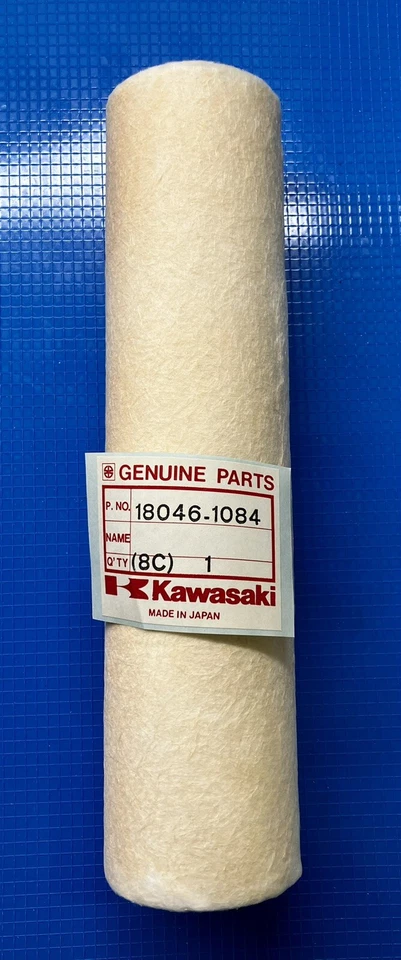 GENUINE PARTS
P. NO. 18046-1084
NAME
Q'TY (8C) 1
Kawasaki
MADE IN JAPAN